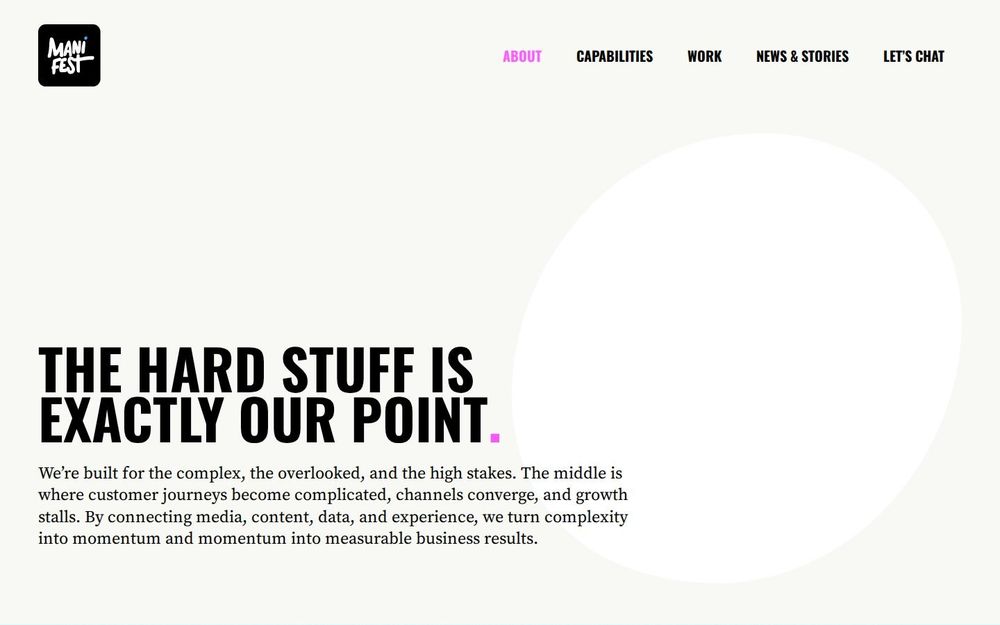 MANI
FEST
ABOUT CAPABILITIES WORK NEWS & STORIES LET'S CHAT
THE HARD STUFF IS
EXACTLY OUR POINT.
We’re built for the complex, the overlooked, and the high stakes. The middle is
where customer journeys become complicated, channels converge, and growth
stalls. By connecting media, content, data, and experience, we turn complexity
into momentum and momentum into measurable business results.